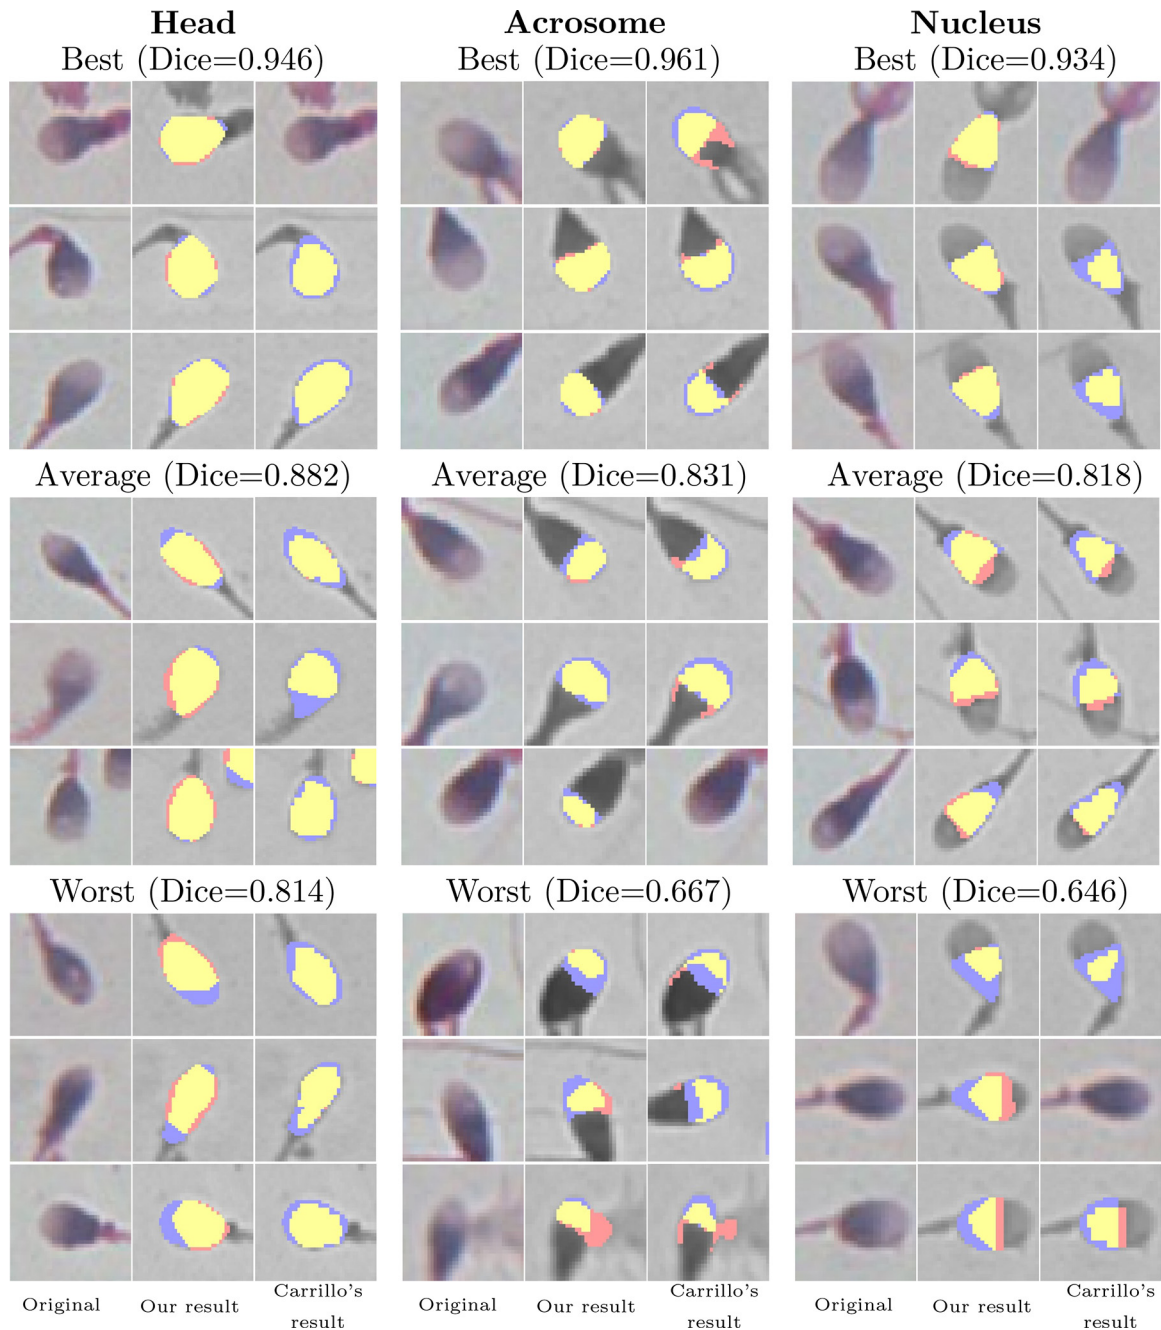 Head
Acrosome
Nucleus
Best (Dice=0.946)
Best (Dice=0.961)
Best (Dice=0.934)
Average (Dice=0.882)
Average (Dice=0.831)
Average (Dice=0.818)
Worst (Dice=0.814)
Worst (Dice=0.667)
Worst (Dice=0.646)
Original
Our result
Carrillo's
result
Original
Our result
Carrillo's
result
Original
Our result
Carrillo's
result